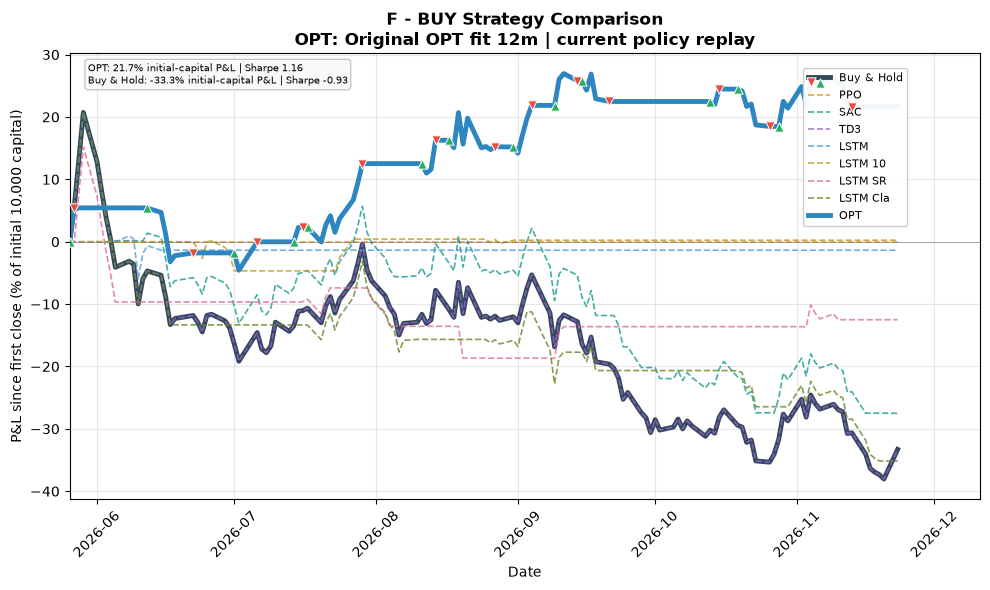 F - BUY Strategy Comparison
OPT: Original OPT fit 12m | current policy replay
OPT: 21.7% initial-capital P&L | Sharpe 1.16
Buy & Hold: -33.3% initial-capital P&L | Sharpe -0.93
Buy & Hold
PPO
SAC
TD3
LSTM
LSTM 10
LSTM SR
LSTM Cla
OPT
P&L since first close (% of initial 10,000 capital)
30
20
10
0
−10
−20
−30
−40
2026-06
2026-07
2026-08
2026-09
2026-10
2026-11
2026-12
Date